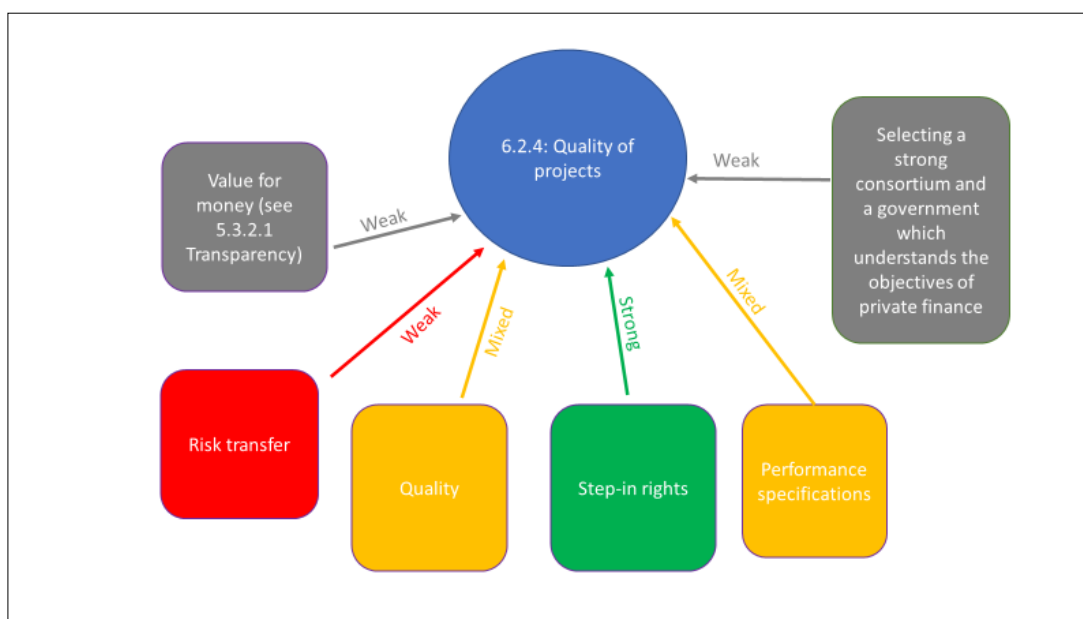 6.2.4: Quality of
projects
Value for
money (see
5.3.2.1
Transparency)
Weak
Weak
Selecting a
strong
consortium and
a government
which
understands the
objectives of
private finance
Weak
Mixed
Strong
Mixed
Risk transfer
Quality
Step-in rights
Performance
specifications